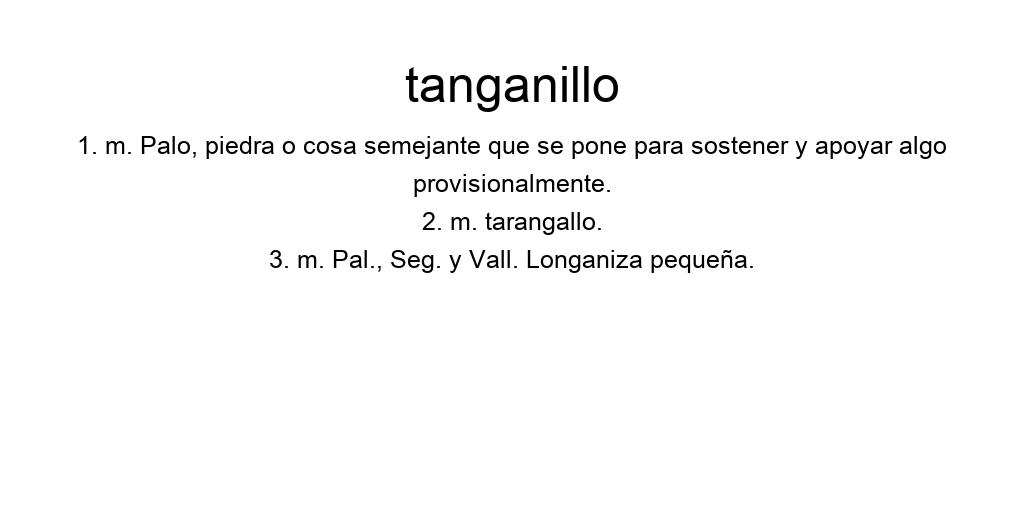 tanganillo
1. m. Palo, piedra o cosa semejante que se pone para sostener y apoyar algo
provisionalmente.
2. m. tarangallo.
3. m. Pal., Seg. y Vall. Longaniza pequeña.